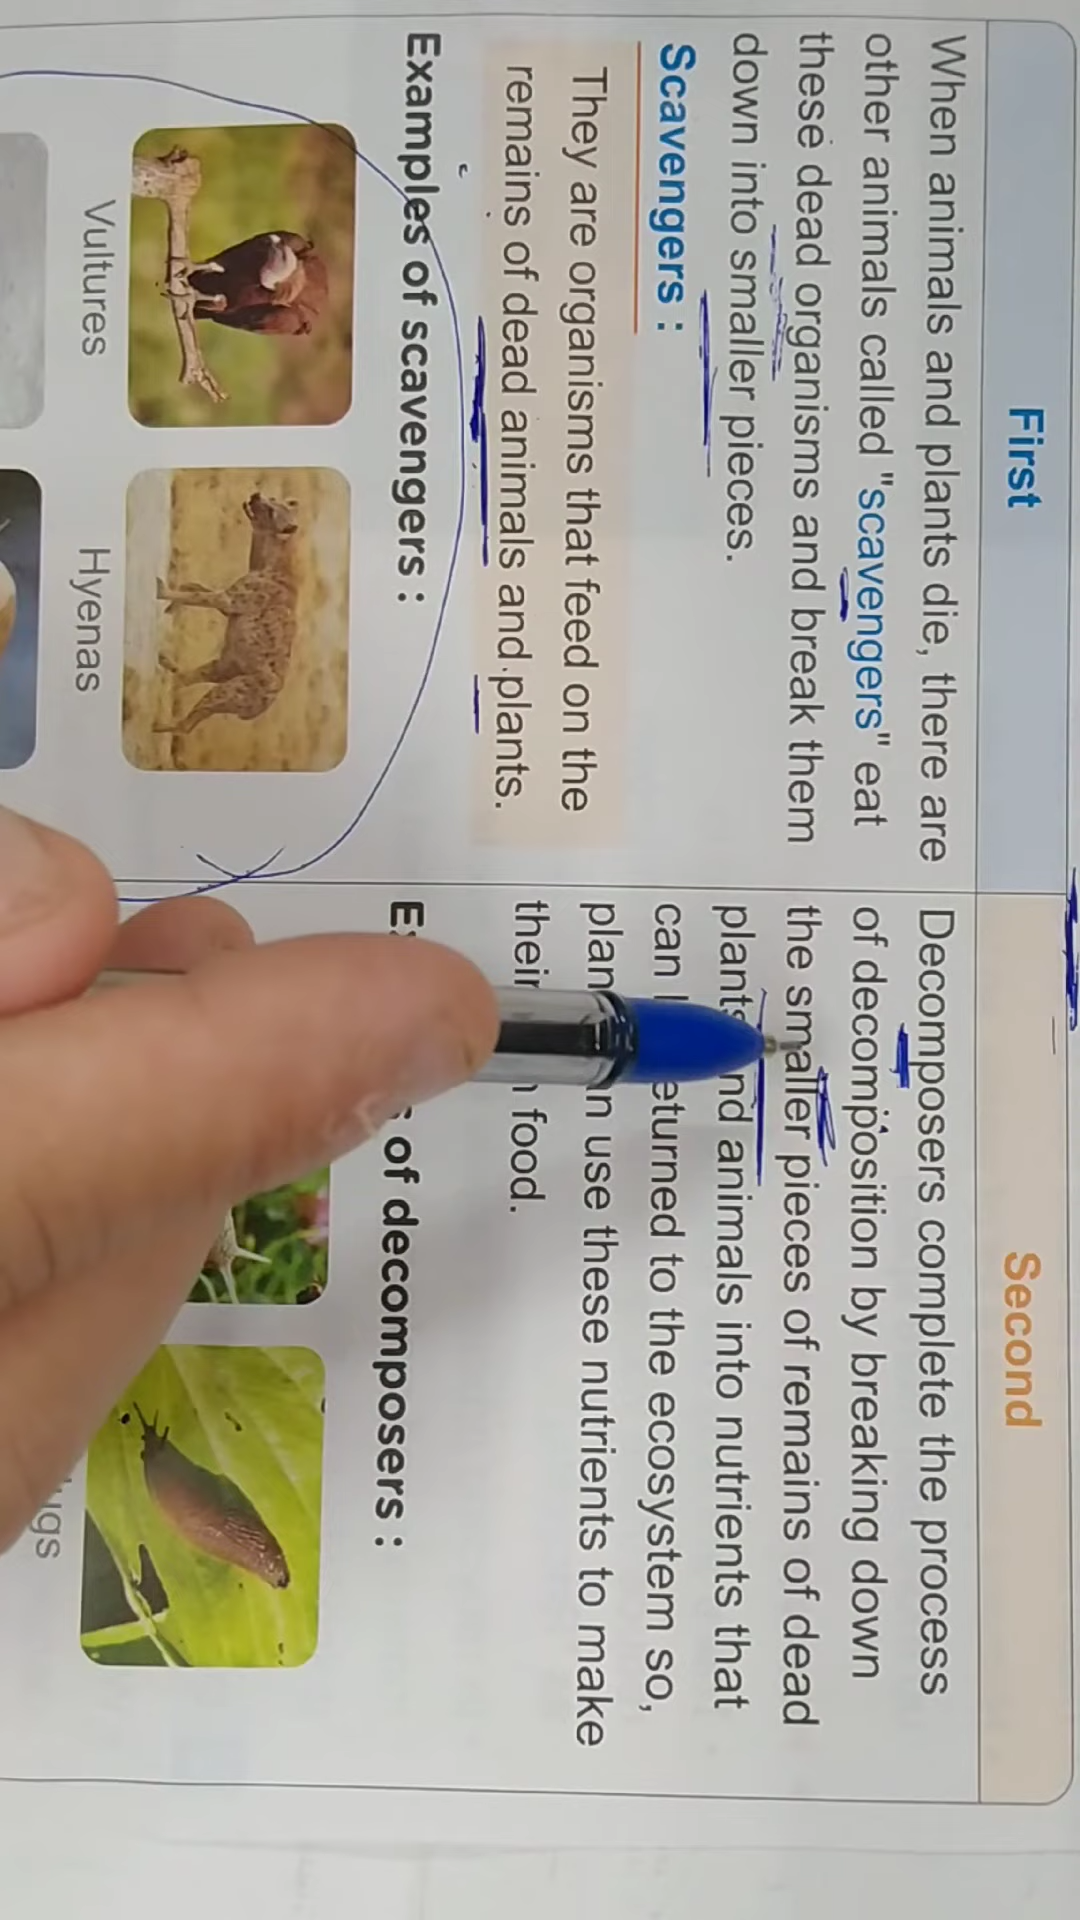 First
When animals and plants die, there are
other animals called "scavengers" eat
these dead organisms and break them
down into smaller pieces.
Scavengers :
They are organisms that feed on the
remains of dead animals and plants.
Examples of scavengers :
Vultures
Hyenas
Second
Decomposers complete the process
of decomposition by breaking down
the smaller pieces of remains of dead
plants and animals into nutrients that
can returned to the ecosystem so,
use these nutrients to make
food.
of decomposers :